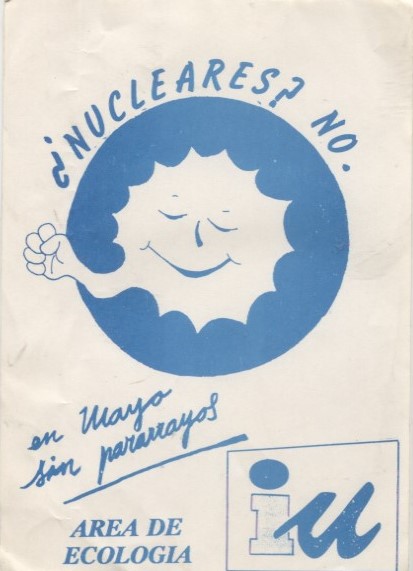 ¿NUCLEARES? NO.
en Mayo
sin pararrayos
AREA DE
ECOLOGIA
iu